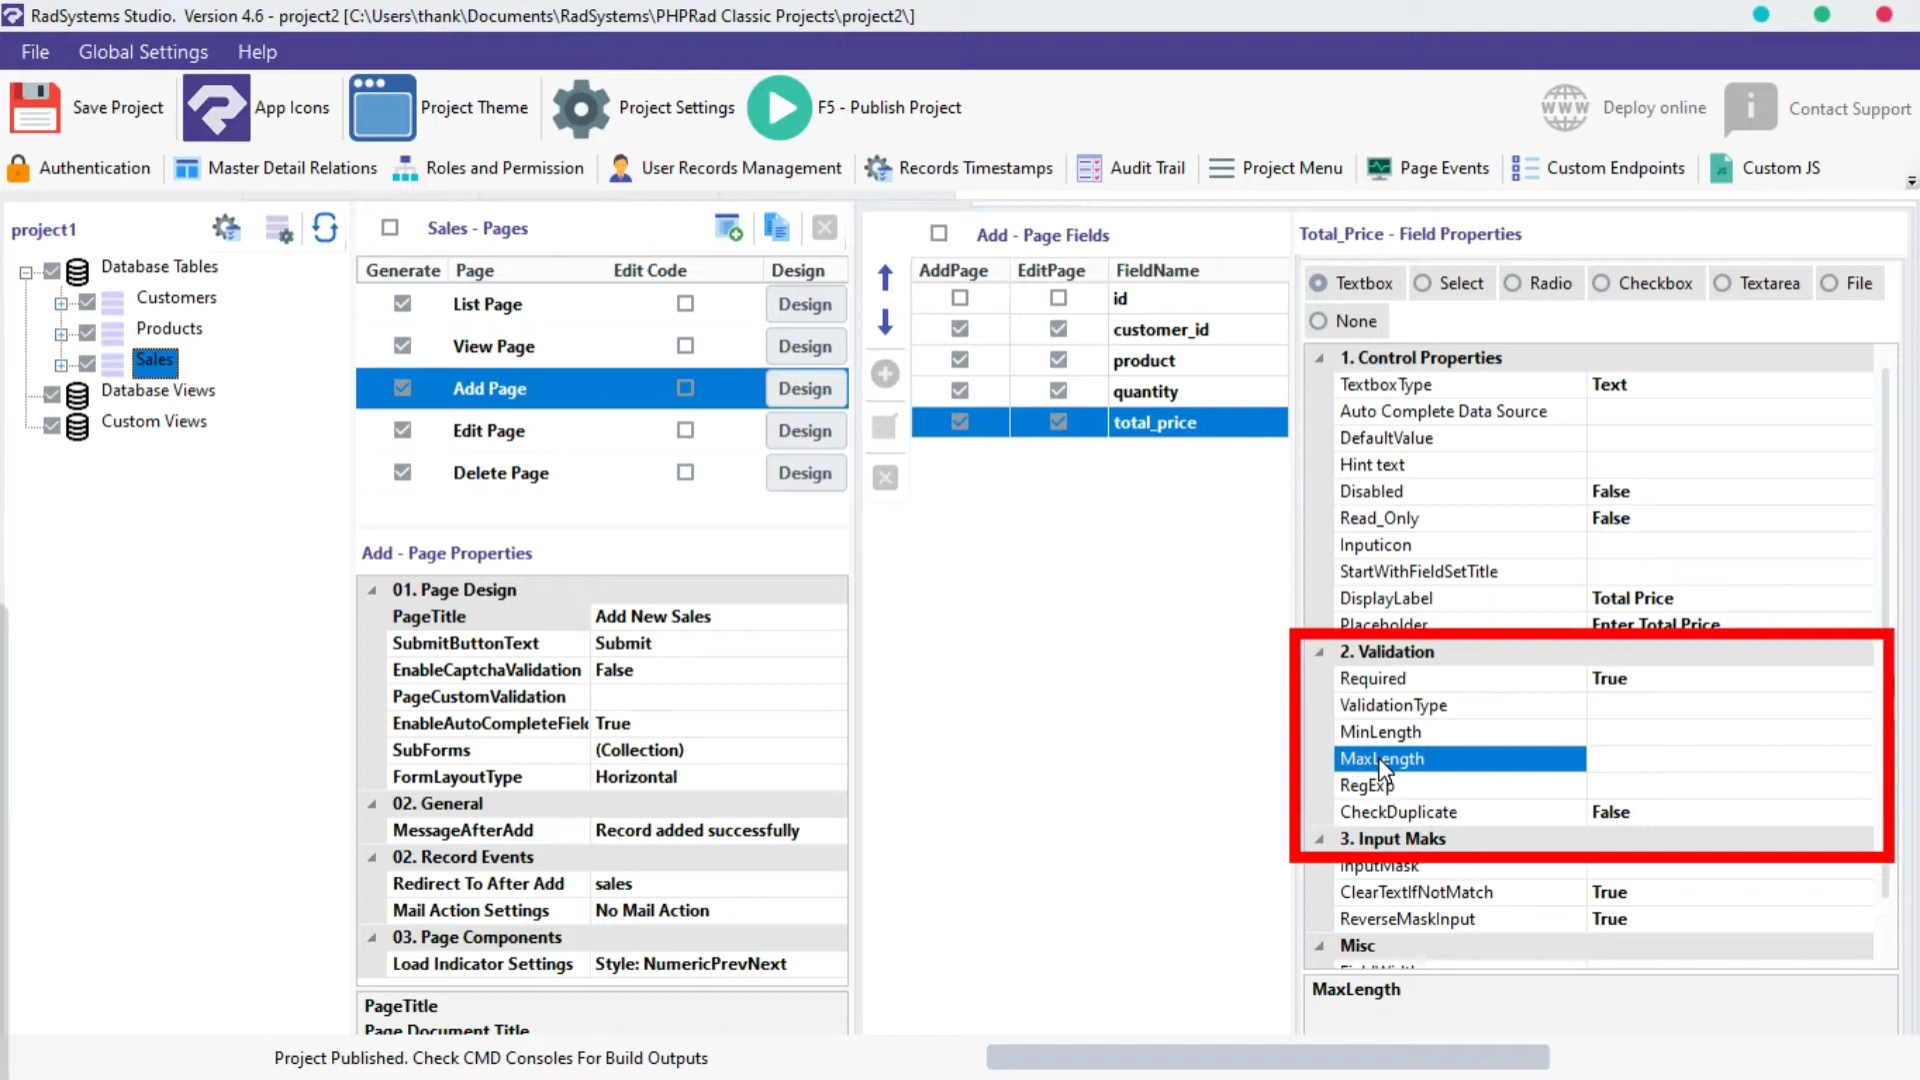 RadSystems Studio.  Version 4.6 - project2 [C:\Users\thank\Documents\RadSystems\PHPRad Classic Projects\project2\]
File Global Settings Help
Save Project App Icons Project Theme Project Settings F5 - Publish Project WWW Deploy online Contact Support
Authentication Master Detail Relations Roles and Permission User Records Management Records Timestamps Audit Trail Project Menu Page Events Custom Endpoints Custom JS
project1
Database Tables
Customers
Products
Sales
Database Views
Custom Views
Sales - Pages
Generate Page Edit Code Design
List Page Design
View Page Design
Add Page Design
Edit Page Design
Delete Page Design
Add - Page Properties
01. Page Design
PageTitle Add New Sales
SubmitButtonText Submit
EnableCaptchaValidation False
PageCustomValidation
EnableAutoCompleteField True
SubForms (Collection)
FormLayoutType Horizontal
02. General
MessageAfterAdd Record added successfully
02. Record Events
Redirect To After Add sales
Mail Action Settings No Mail Action
03. Page Components
Load Indicator Settings Style: NumericPrevNext
PageTitle
Page Document Title
Add - Page Fields
AddPage EditPage FieldName
id
customer_id
product
quantity
total_price
Total_Price - Field Properties
Textbox Select Radio Checkbox Textarea File
None
1. Control Properties
TextboxType Text
Auto Complete Data Source
DefaultValue
Hint text
Disabled False
Read_Only False
Inputicon
StartWithFieldSetTitle
DisplayLabel Total Price
Placeholder Enter Total Price
2. Validation
Required True
ValidationType
MinLength
MaxLength
RegExp
CheckDuplicate False
3. Input Maks
InputMask
ClearTextIfNotMatch True
ReverseMaskInput True
Misc
FieldWidth
MaxLength
Project Published. Check CMD Consoles For Build Outputs